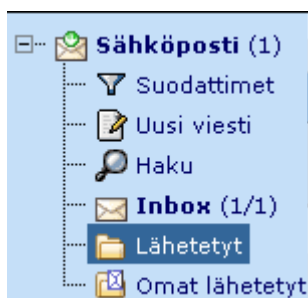 Sähköposti (1)
Suodattimet
Uusi viesti
Haku
Inbox (1/1)
Lähetetyt
Omat lähetetyt